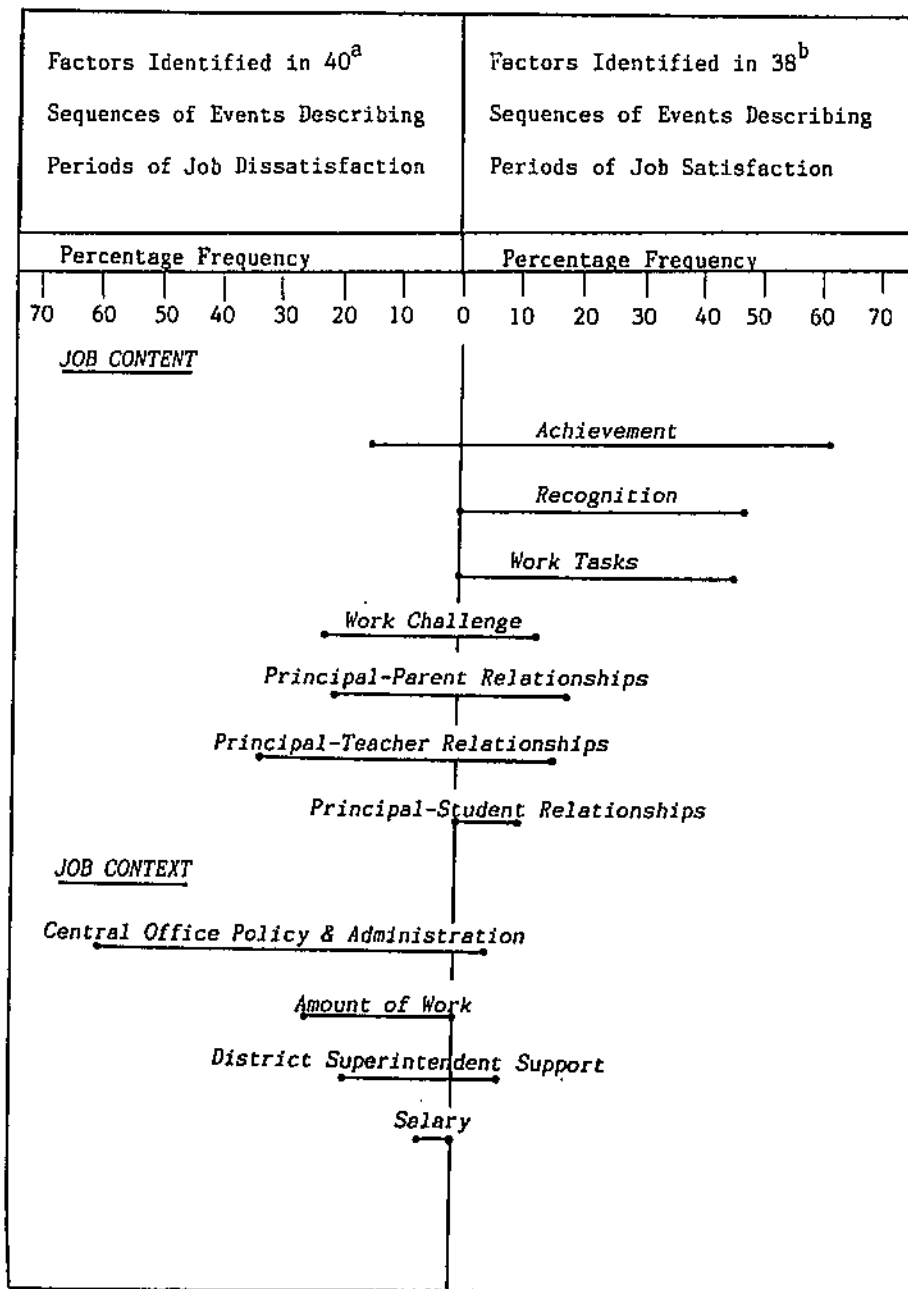 Factors Identified in 40a
Sequences of Events Describing
Periods of Job Dissatisfaction
Factors Identified in 38b
Sequences of Events Describing
Periods of Job Satisfaction
Percentage Frequency
Percentage Frequency
70 60 50 40 30 20 10 0 10 20 30 40 50 60 70
JOB CONTENT
Achievement
Recognition
Work Tasks
Work Challenge
Principal-Parent Relationships
Principal-Teacher Relationships
Principal-Student Relationships
JOB CONTEXT
Central Office Policy & Administration
Amount of Work
District Superintendent Support
Salary